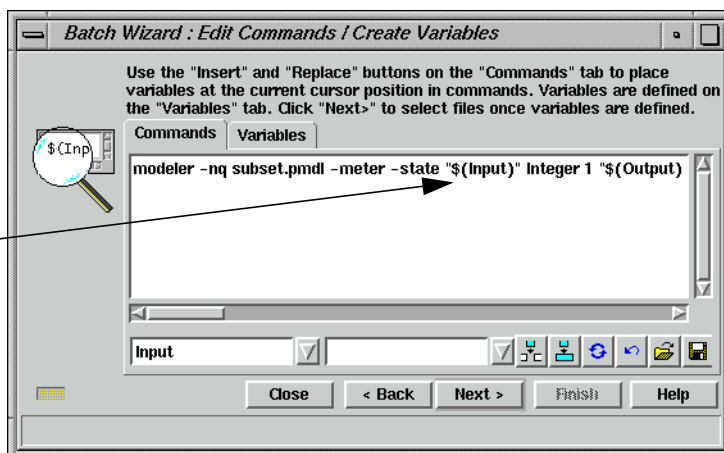 Batch Wizard : Edit Commands / Create Variables
Use the "Insert" and "Replace" buttons on the "Commands" tab to place
variables at the current cursor position in commands. Variables are defined on
the "Variables" tab. Click "Next>" to select files once variables are defined.
Commands Variables
$(Inp
modeler -nq subset.pmdl -meter -state "$(Input)" Integer 1 "$(Output)
Input
Close < Back Next > Finish Help